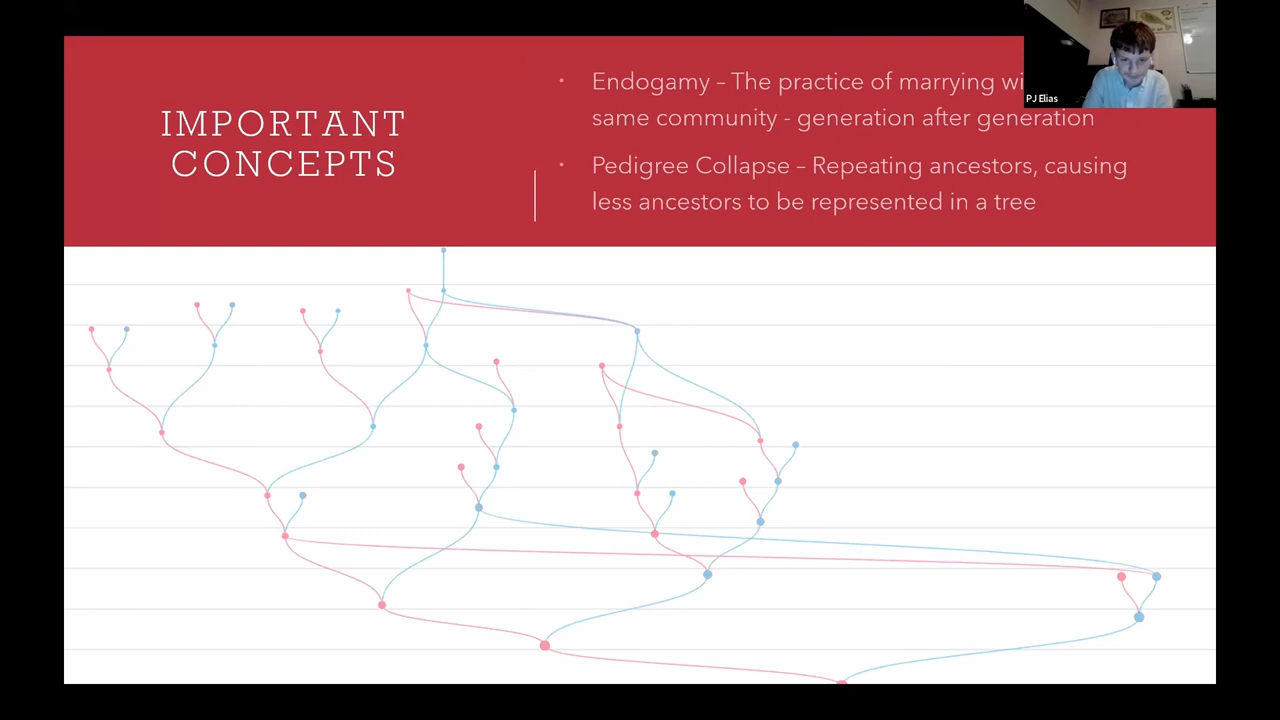 IMPORTANT
CONCEPTS
• Endogamy – The practice of marrying
same community - generation after generation
• Pedigree Collapse – Repeating ancestors, causing
less ancestors to be represented in a tree
PJ Elias